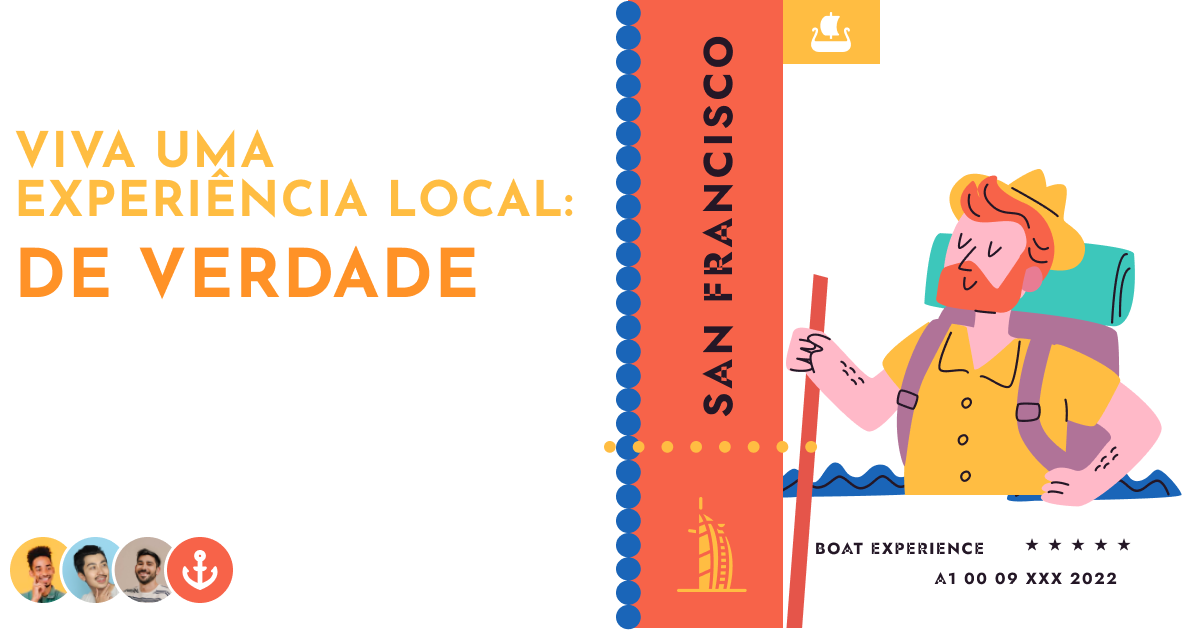 VIVA UMA
EXPERIÊNCIA LOCAL:
DE VERDADE
SAN FRANCISCO
BOAT EXPERIENCE
A1 00 09 XXX 2022